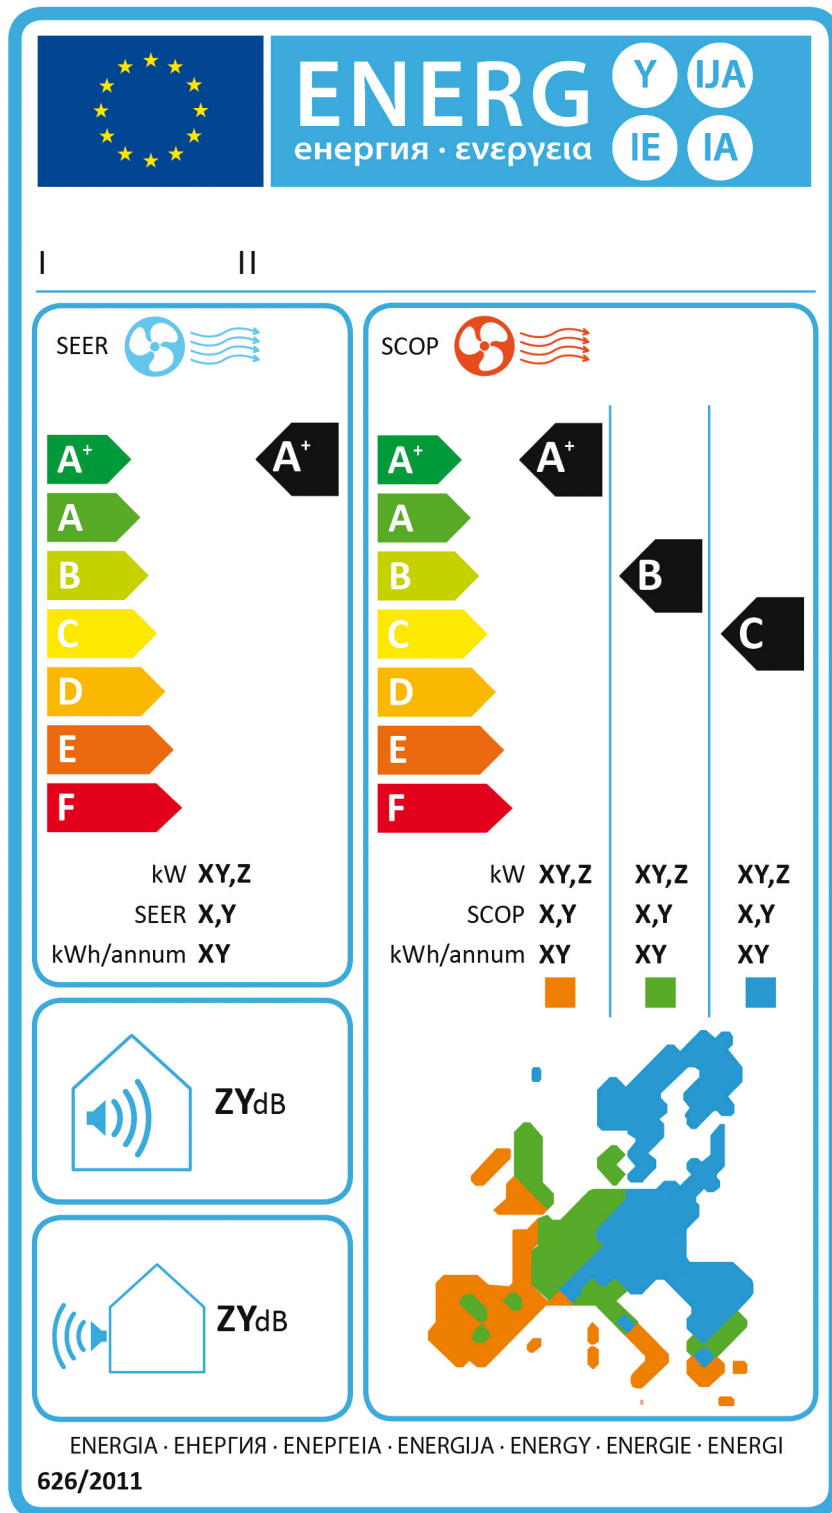 ENERG Y IJA
енергия · ενεργεια IE IA
I II
SEER
A+ A+
A
B
C
D
E
F
kW XY,Z
SEER X,Y
kWh/annum XY
SCOP
A+ A+
A
B B
C C
D
E
F
kW XY,Z XY,Z XY,Z
SCOP X,Y X,Y X,Y
kWh/annum XY XY XY
ZYdB
ZYdB
ENERGIA · ЕНЕРГИЯ · ΕΝΕΡΓΕΙΑ · ENERGIJA · ENERGY · ENERGIE · ENERGI
626/2011